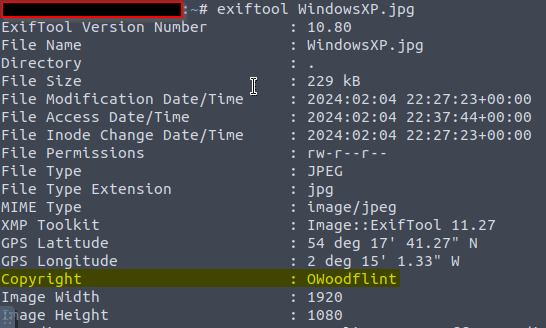 :~# exiftool WindowsXP.jpg
ExifTool Version Number : 10.80
File Name : WindowsXP.jpg
Directory : .
File Size : 229 kB
File Modification Date/Time : 2024:02:04 22:27:23+00:00
File Access Date/Time : 2024:02:04 22:37:44+00:00
File Inode Change Date/Time : 2024:02:04 22:27:23+00:00
File Permissions : rw-r--r--
File Type : JPEG
File Type Extension : jpg
MIME Type : image/jpeg
XMP Toolkit : Image::ExifTool 11.27
GPS Latitude : 54 deg 17' 41.27" N
GPS Longitude : 2 deg 15' 1.33" W
Copyright : OWoodflint
Image Width : 1920
Image Height : 1080